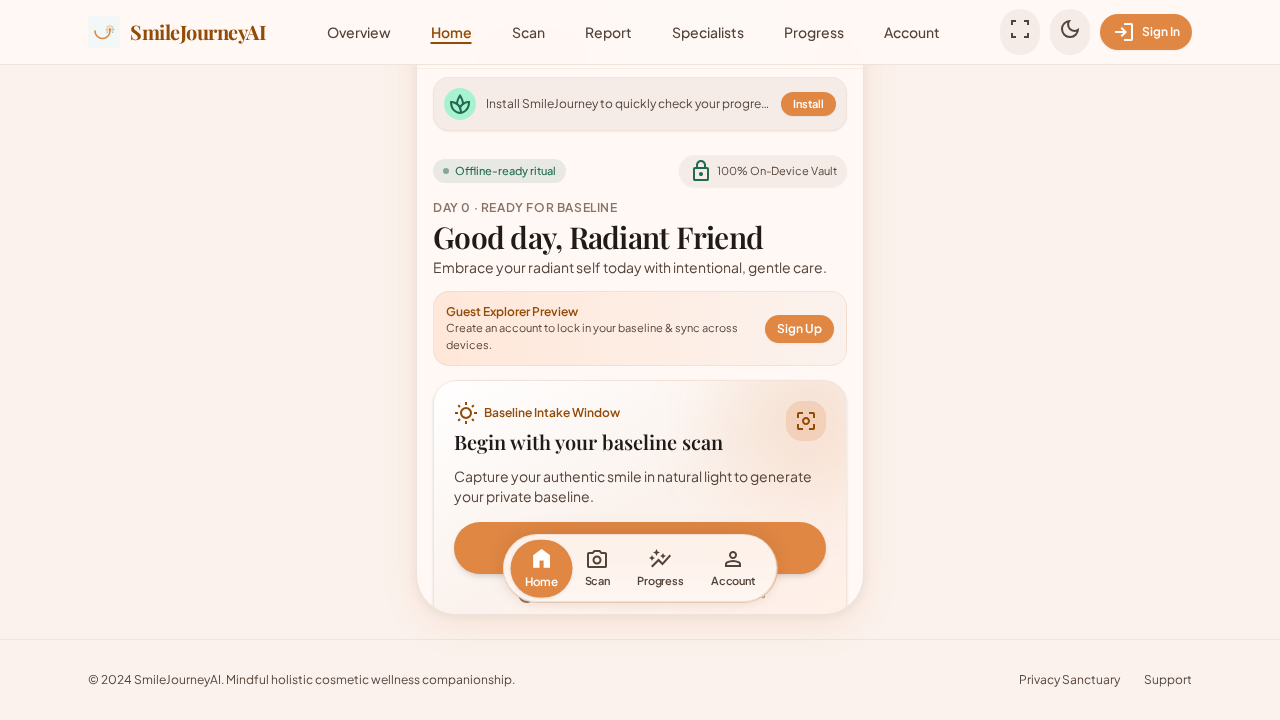 SmileJourneyAI
Overview
Home
Scan
Report
Specialists
Progress
Account
Sign In
Install SmileJourney to quickly check your progre...
Install
Offline-ready ritual
100% On-Device Vault
DAY 0 · READY FOR BASELINE
Good day, Radiant Friend
Embrace your radiant self today with intentional, gentle care.
Guest Explorer Preview
Create an account to lock in your baseline & sync across
devices.
Sign Up
Baseline Intake Window
Begin with your baseline scan
Capture your authentic smile in natural light to generate
your private baseline.
Home
Scan
Progress
Account
© 2024 SmileJourneyAI. Mindful holistic cosmetic wellness companionship.
Privacy Sanctuary
Support